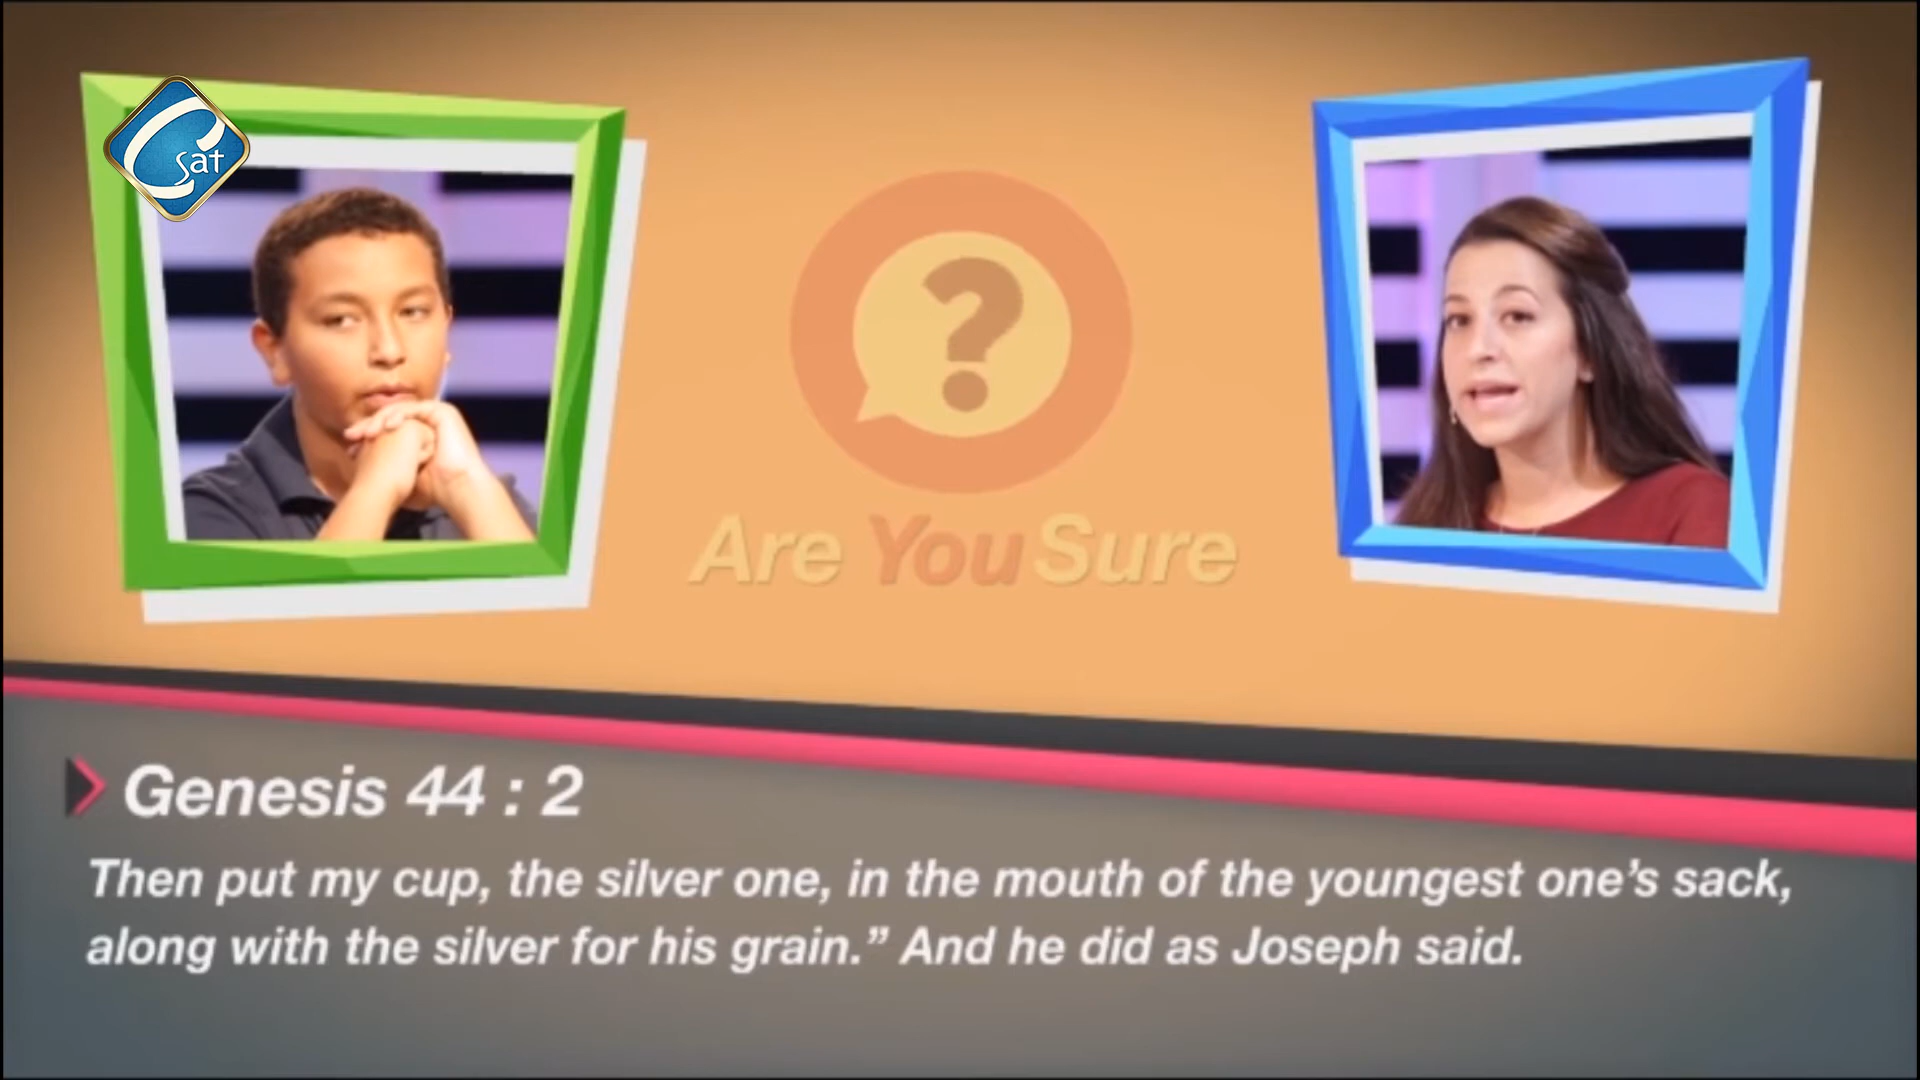 C
sat
?
Are You Sure
Genesis 44 : 2
Then put my cup, the silver one, in the mouth of the youngest one’s sack,
along with the silver for his grain.” And he did as Joseph said.